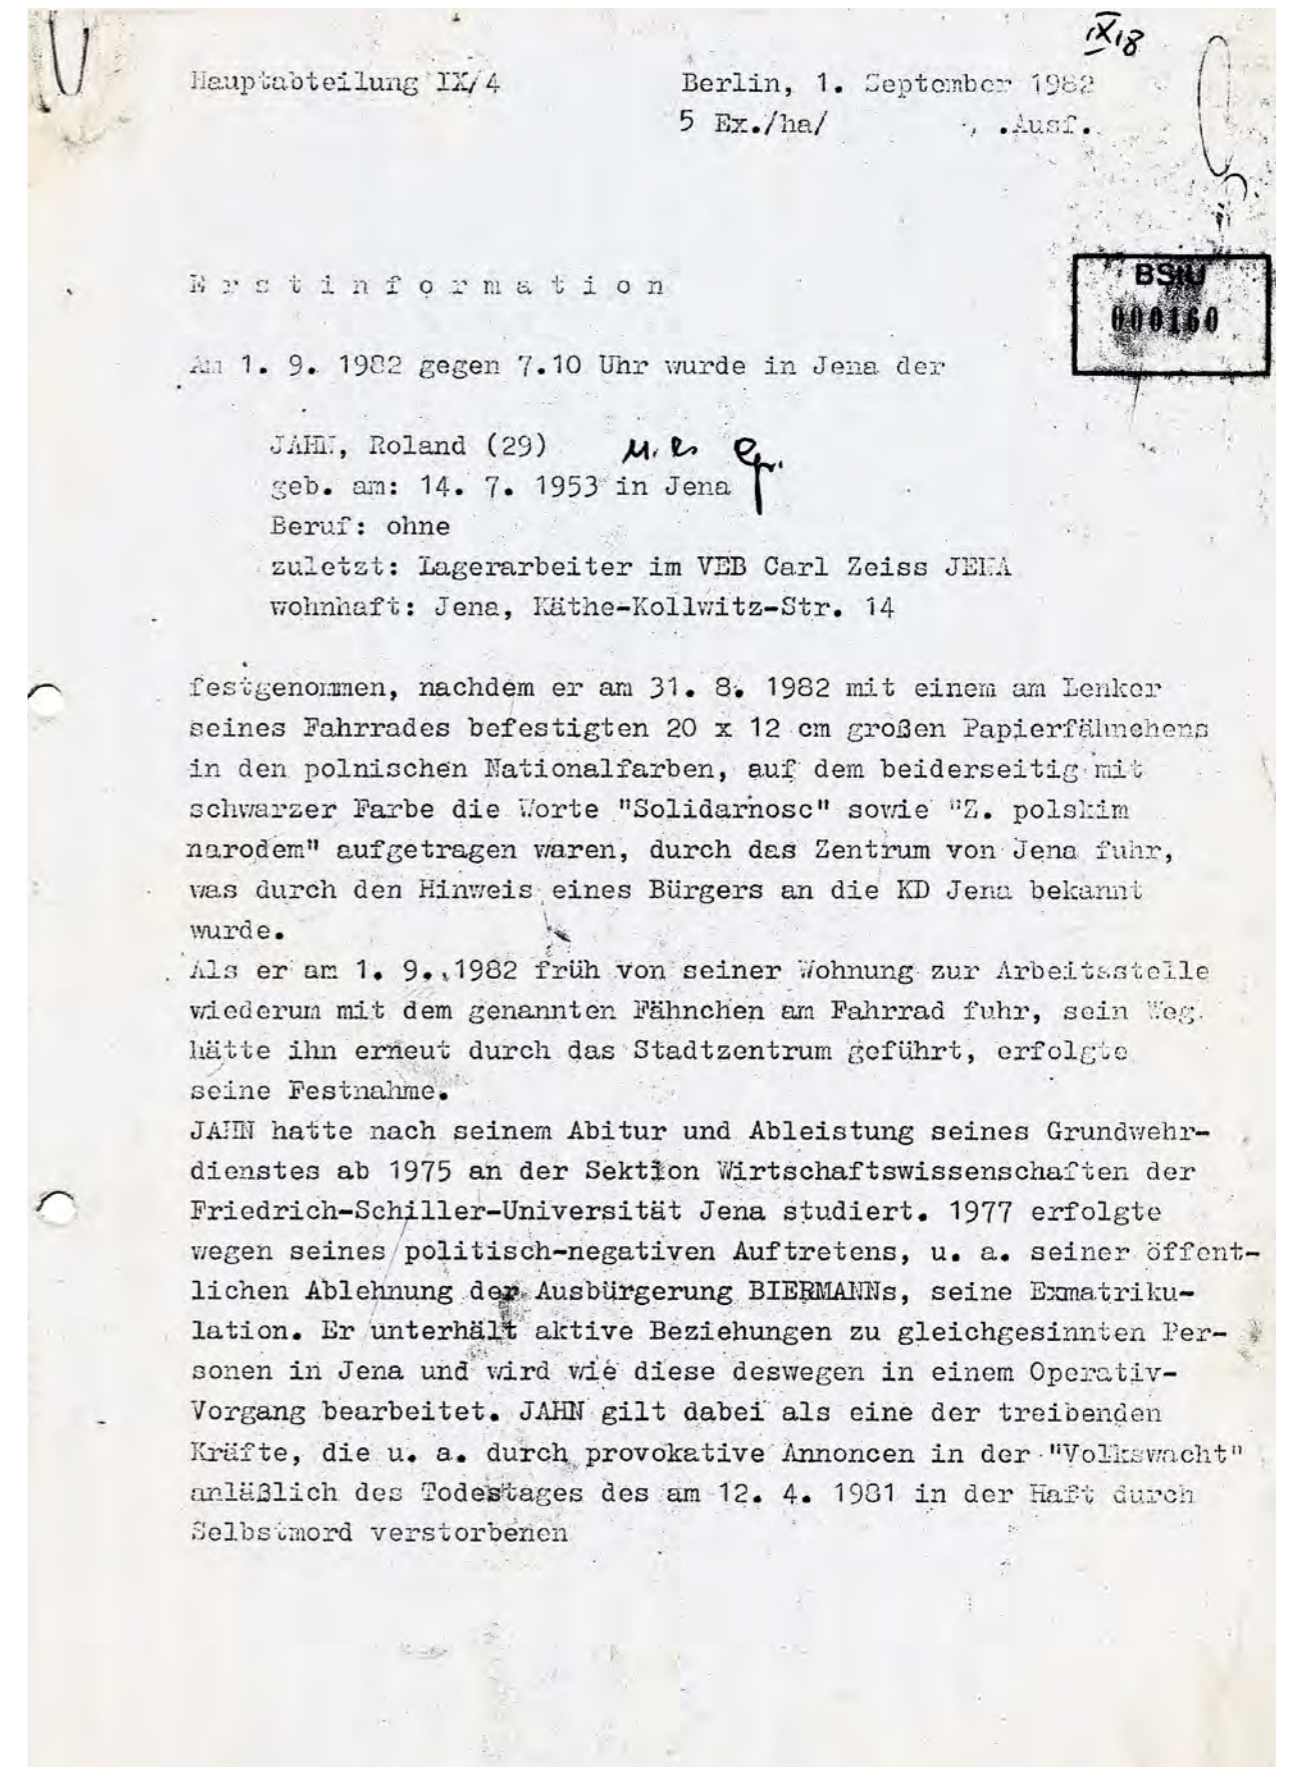 IX/18
Hauptabteilung IX/4 Berlin, 1. September 1982
5 Ex./ha/ .Ausf.
BStU
000160
Erstinformation
Am 1. 9. 1982 gegen 7.10 Uhr wurde in Jena der
JAHN, Roland (29)
geb. am: 14. 7. 1953 in Jena
Beruf: ohne
zuletzt: Lagerarbeiter im VEB Carl Zeiss JENA
wohnhaft: Jena, Käthe-Kollwitz-Str. 14
festgenommen, nachdem er am 31. 8. 1982 mit einem am Lenker
seines Fahrrades befestigten 20 x 12 cm großen Papierfähnchens
in den polnischen Nationalfarben, auf dem beiderseitig mit
schwarzer Farbe die Worte "Solidarnosc" sowie "Z. polskim
narodem" aufgetragen waren, durch das Zentrum von Jena fuhr,
was durch den Hinweis eines Bürgers an die KD Jena bekannt
wurde.
Als er am 1. 9. 1982 früh von seiner Wohnung zur Arbeitsstelle
wiederum mit dem genannten Fähnchen am Fahrrad fuhr, sein Weg
hätte ihn erneut durch das Stadtzentrum geführt, erfolgte
seine Festnahme.
JAHN hatte nach seinem Abitur und Ableistung seines Grundwehr-
dienstes ab 1975 an der Sektion Wirtschaftswissenschaften der
Friedrich-Schiller-Universität Jena studiert. 1977 erfolgte
wegen seines politisch-negativen Auftretens, u. a. seiner öffent-
lichen Ablehnung der Ausbürgerung BIERMANNs, seine Exmatriku-
lation. Er unterhält aktive Beziehungen zu gleichgesinnten Per-
sonen in Jena und wird wie diese deswegen in einem Operativ-
Vorgang bearbeitet. JAHN gilt dabei als eine der treibenden
Kräfte, die u. a. durch provokative Annoncen in der "Volkswacht"
anläßlich des Todestages des am 12. 4. 1981 in der Haft durch
Selbstmord verstorbenen